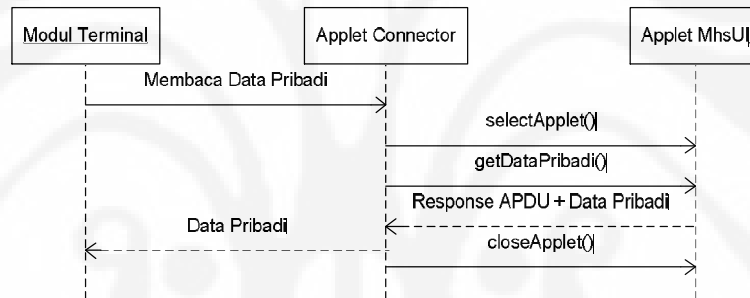 Modul Terminal
Applet Connector
Applet MhsUI
Membaca Data Pribadi
selectApplet()
getDataPribadi()
Response APDU + Data Pribadi
Data Pribadi
closeApplet()